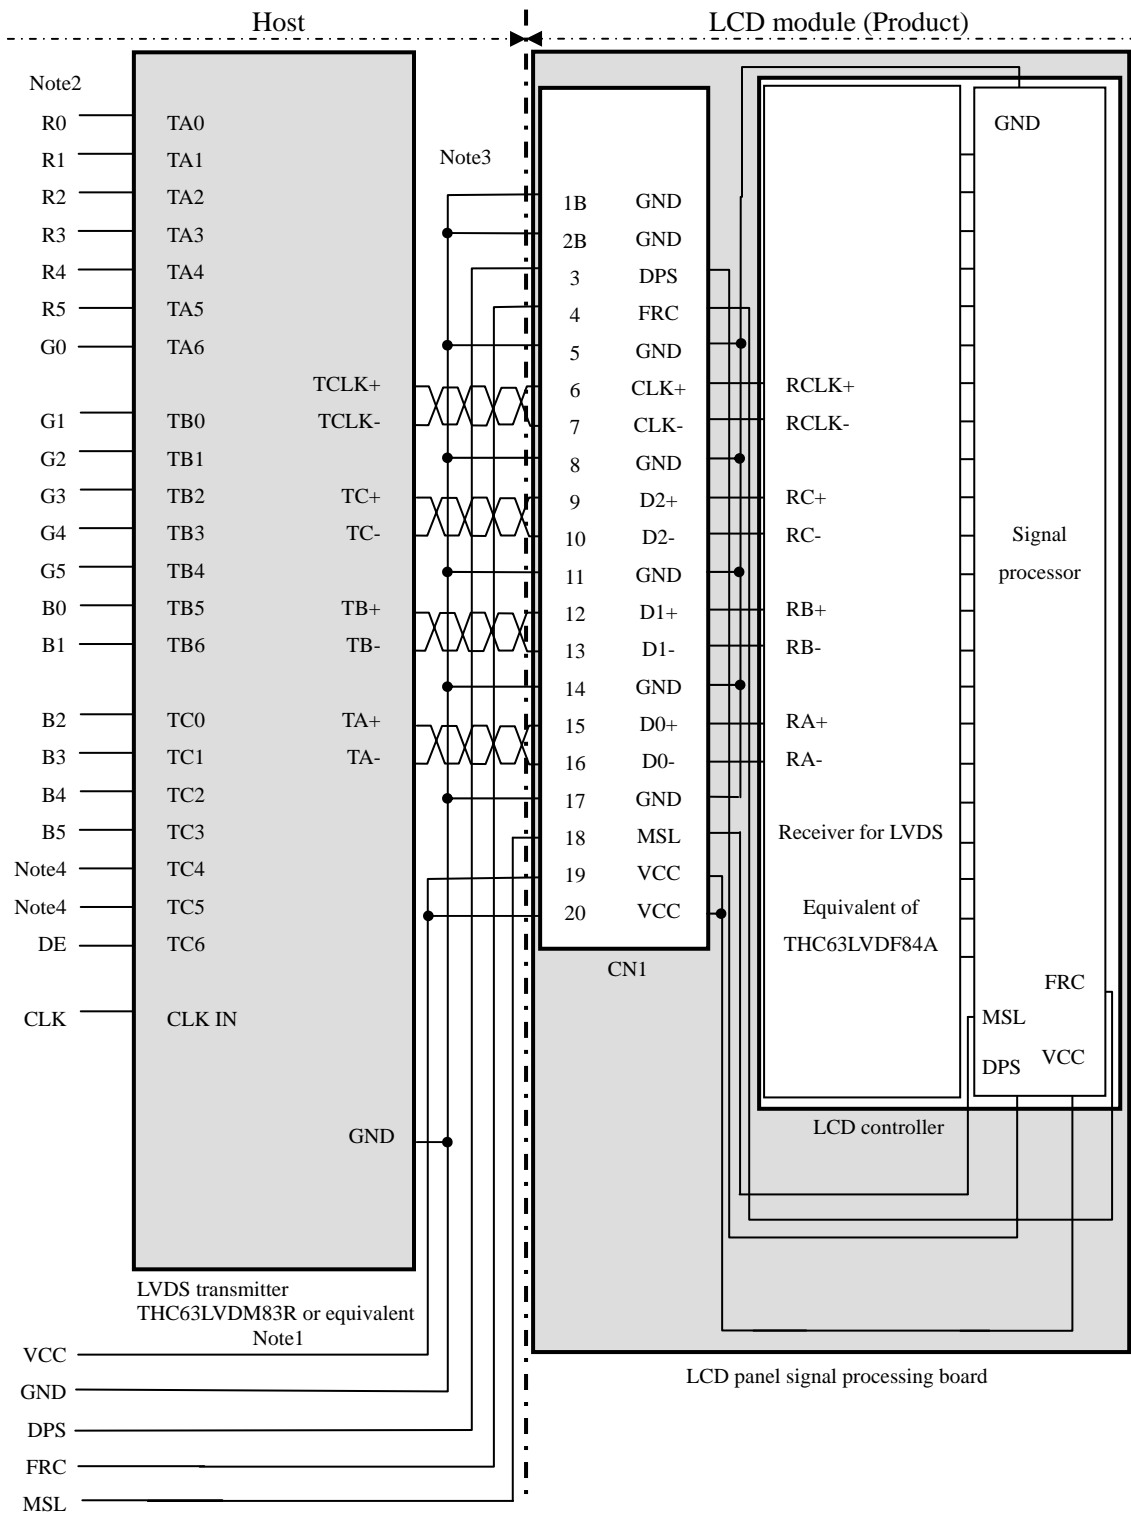 Host
LCD module (Product)
Note2
R0 TA0
R1 TA1
R2 TA2
R3 TA3
R4 TA4
R5 TA5
G0 TA6
TCLK+
G1 TB0 TCLK-
G2 TB1
G3 TB2 TC+
G4 TB3 TC-
G5 TB4
B0 TB5 TB+
B1 TB6 TB-
B2 TC0 TA+
B3 TC1 TA-
B4 TC2
B5 TC3
Note4 TC4
Note4 TC5
DE TC6
CLK CLK IN
GND
LVDS transmitter
THC63LVDM83R or equivalent
Note1
VCC
GND
DPS
FRC
MSL
Note3
1B GND
2B GND
3 DPS
4 FRC
5 GND
6 CLK+
7 CLK-
8 GND
9 D2+
10 D2-
11 GND
12 D1+
13 D1-
14 GND
15 D0+
16 D0-
17 GND
18 MSL
19 VCC
20 VCC
CN1
RCLK+
RCLK-
RC+
RC-
RB+
RB-
RA+
RA-
Receiver for LVDS
Equivalent of
THC63LVDF84A
GND
Signal
processor
FRC
MSL
VCC
DPS
LCD controller
LCD panel signal processing board